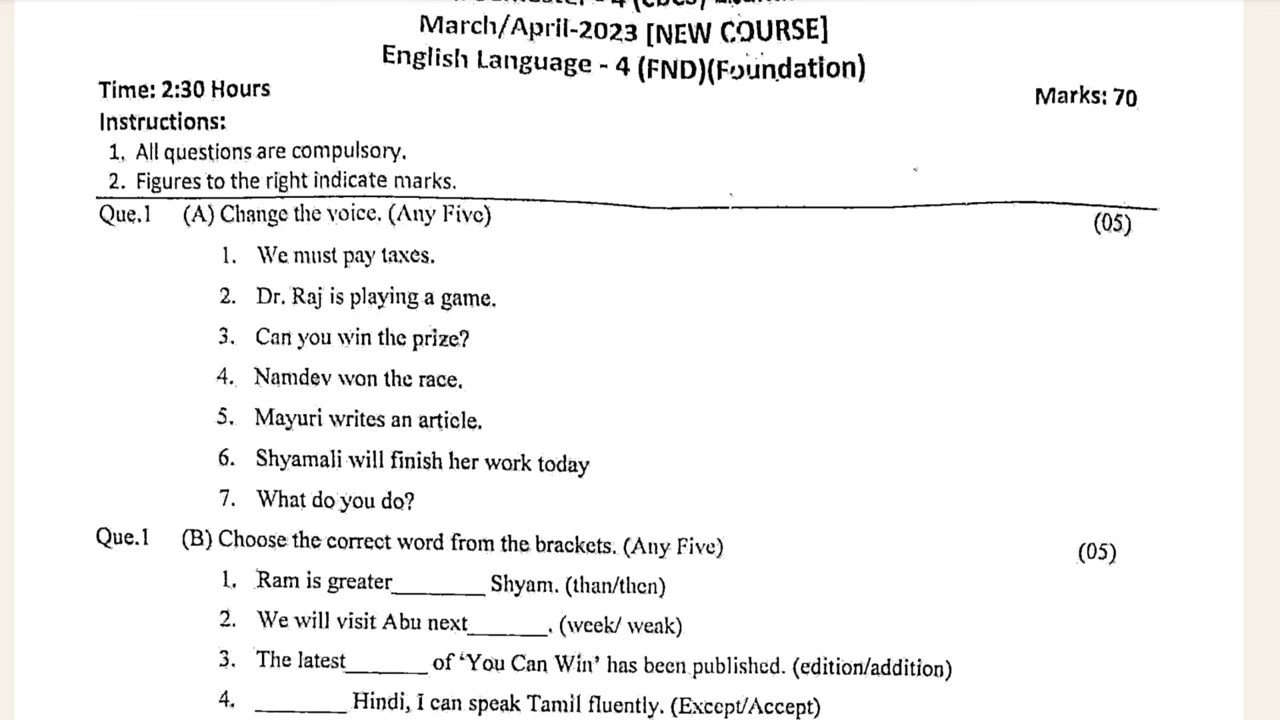 March/April-2023 [NEW COURSE]
English Language - 4 (FND)(Foundation)
Time: 2:30 Hours
Marks: 70
Instructions:
1. All questions are compulsory.
2. Figures to the right indicate marks.
Que.1 (A) Change the voice. (Any Five) (05)
1. We must pay taxes.
2. Dr. Raj is playing a game.
3. Can you win the prize?
4. Namdev won the race.
5. Mayuri writes an article.
6. Shyamali will finish her work today
7. What do you do?
Que.1 (B) Choose the correct word from the brackets. (Any Five) (05)
1. Ram is greater________ Shyam. (than/then)
2. We will visit Abu next_______. (week/ weak)
3. The latest_______ of ‘You Can Win’ has been published. (edition/addition)
4. ________ Hindi, I can speak Tamil fluently. (Except/Accept)